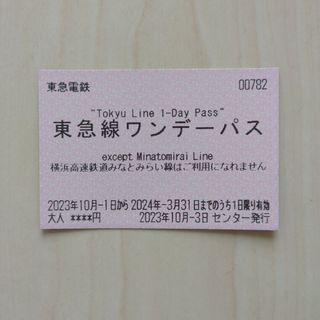 東急電鉄 00782
"Tokyu Line 1-Day Pass"
東急線ワンデーパス
except Minatomirai Line
横浜高速鉄道みなとみらい線はご利用になれません
2023年10月-1日から 2024年-3月31日までのうち1日限り有効
大人 ****円 2023年10月-3日 センター発行